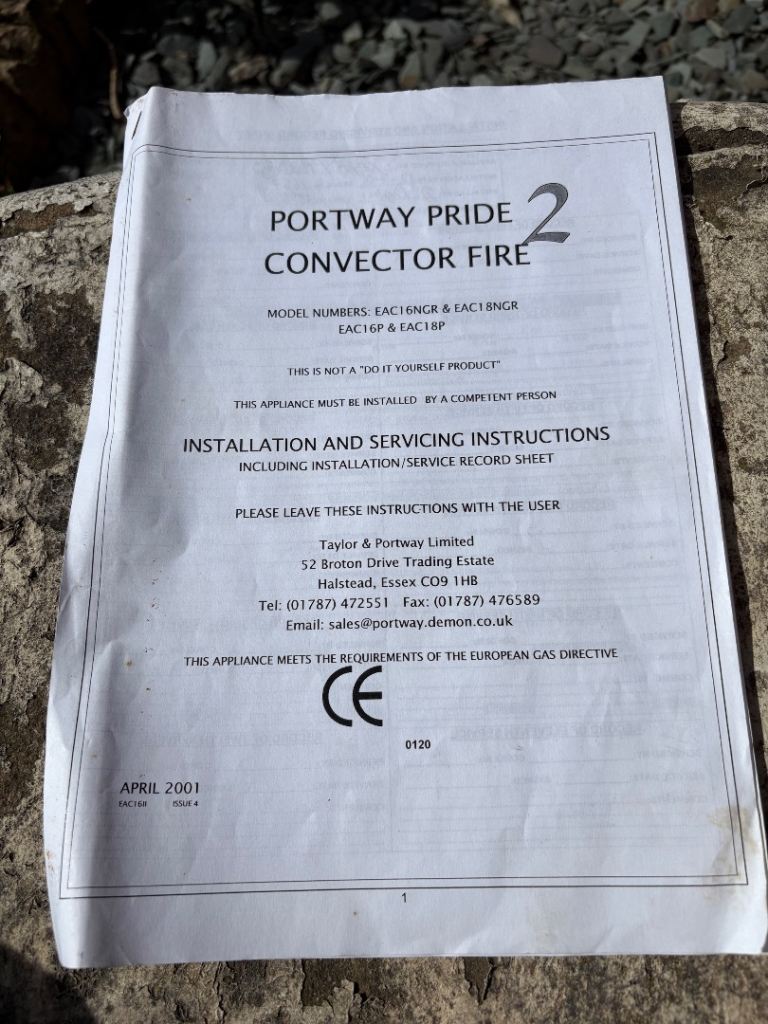 PORTWAY PRIDE 2
CONVECTOR FIRE
MODEL NUMBERS: EAC16NGR & EAC18NGR
EAC16P & EAC18P
THIS IS NOT A "DO IT YOURSELF PRODUCT"
THIS APPLIANCE MUST BE INSTALLED BY A COMPETENT PERSON
INSTALLATION AND SERVICING INSTRUCTIONS
INCLUDING INSTALLATION/SERVICE RECORD SHEET
PLEASE LEAVE THESE INSTRUCTIONS WITH THE USER
Taylor & Portway Limited
52 Broton Drive Trading Estate
Halstead, Essex CO9 1HB
Tel: (01787) 472551 Fax: (01787) 476589
Email: sales@portway.demon.co.uk
THIS APPLIANCE MEETS THE REQUIREMENTS OF THE EUROPEAN GAS DIRECTIVE
CE
0120
APRIL 2001
EAC16II ISSUE 4
1